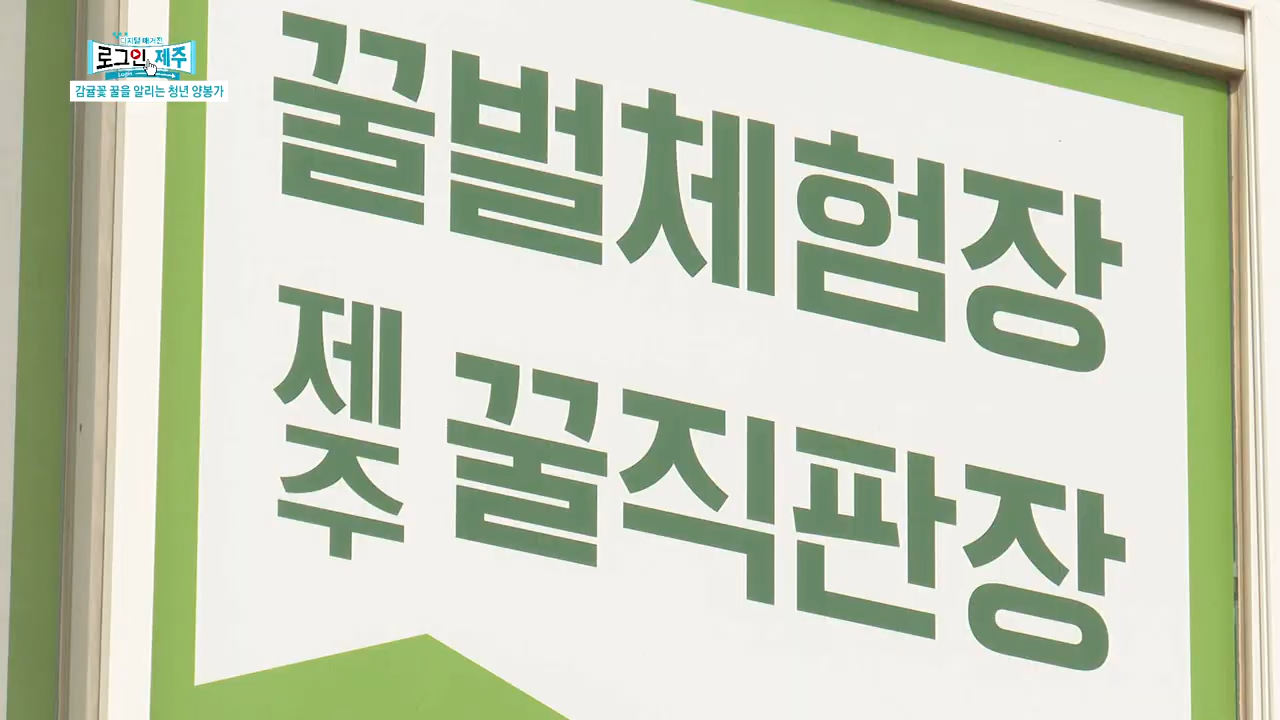 디지털 매거진
로그인 제주
Login
감귤꽃 꿀을 알리는 청년 양봉가
꿀벌체험장
제주 꿀직판장